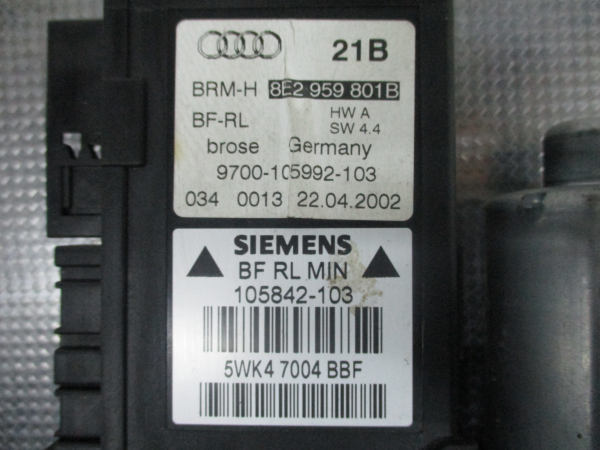 21B
BRM-H 8E2 959 801B
BF-RL HW A
SW 4.4
brose Germany
9700-105992-103
034 0013 22.04.2002
SIEMENS
BF RL MIN
105842-103
5WK4 7004 BBF